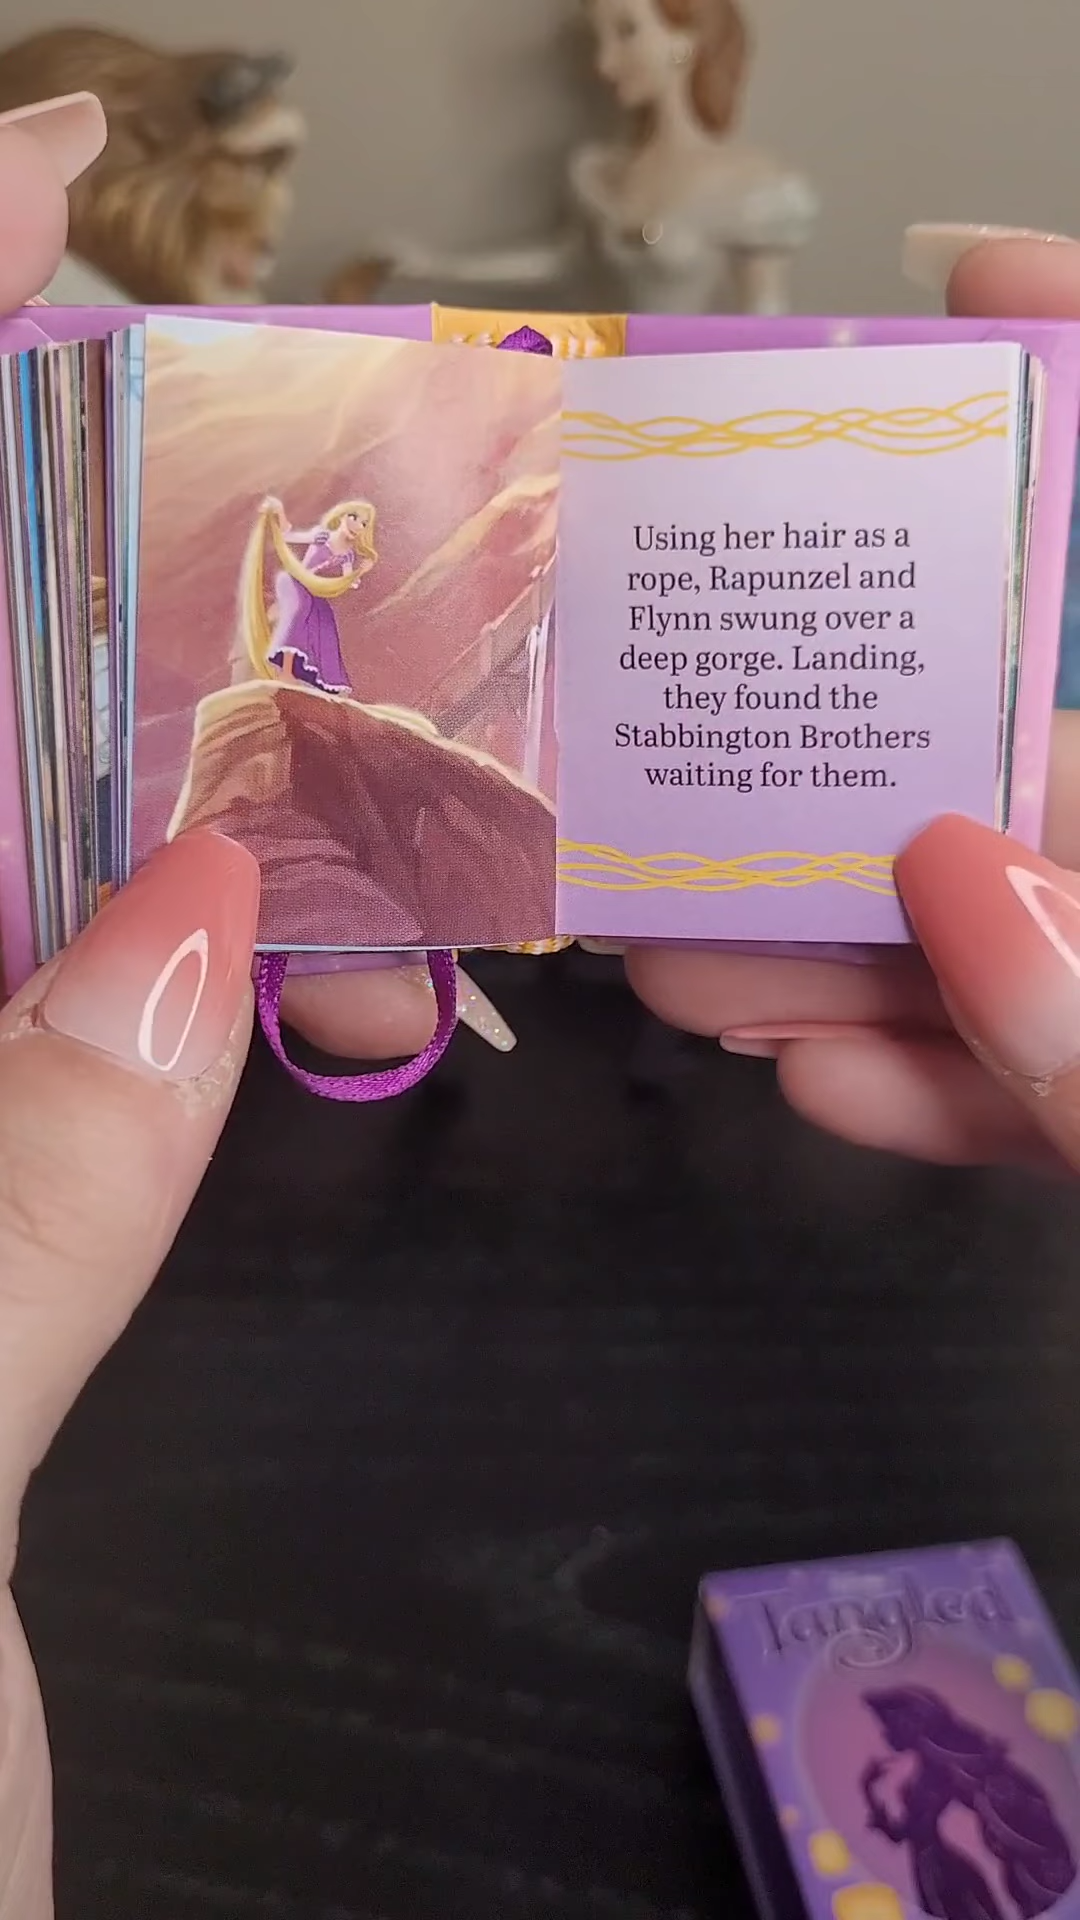 Using her hair as a
rope, Rapunzel and
Flynn swung over a
deep gorge. Landing,
they found the
Stabbington Brothers
waiting for them.
Tangled